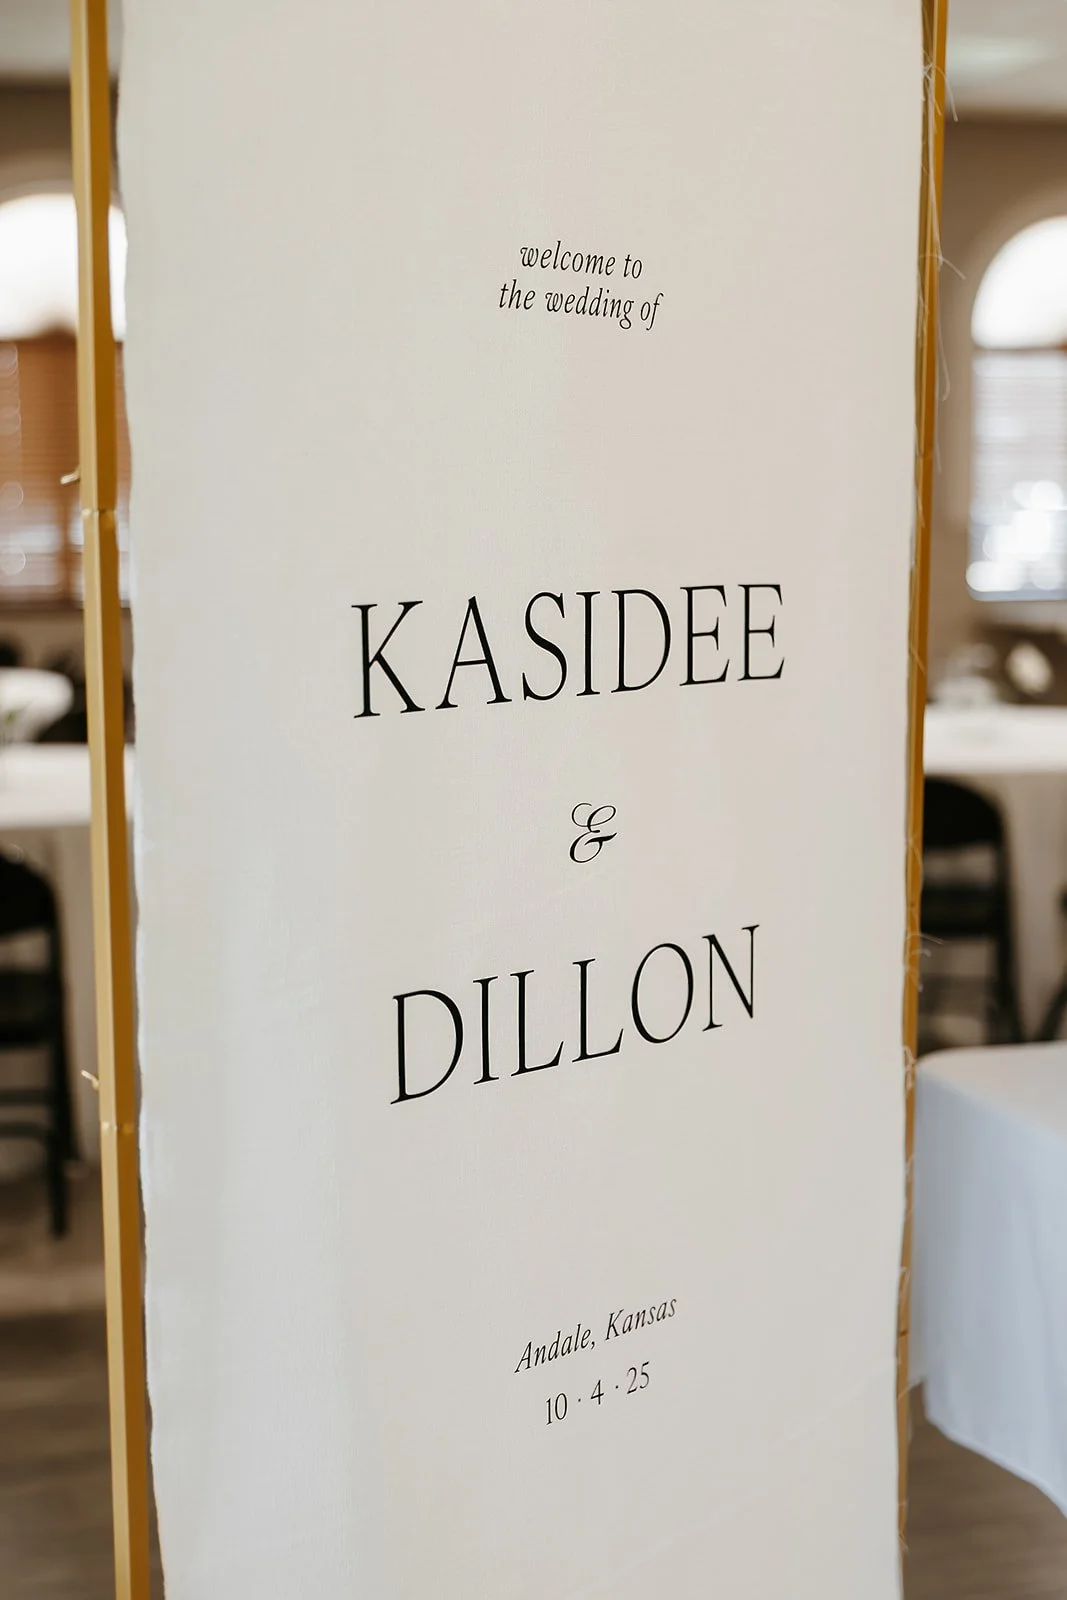 welcome to
the wedding of
KASIDEE
&
DILLON
Andale, Kansas
10 · 4 · 25